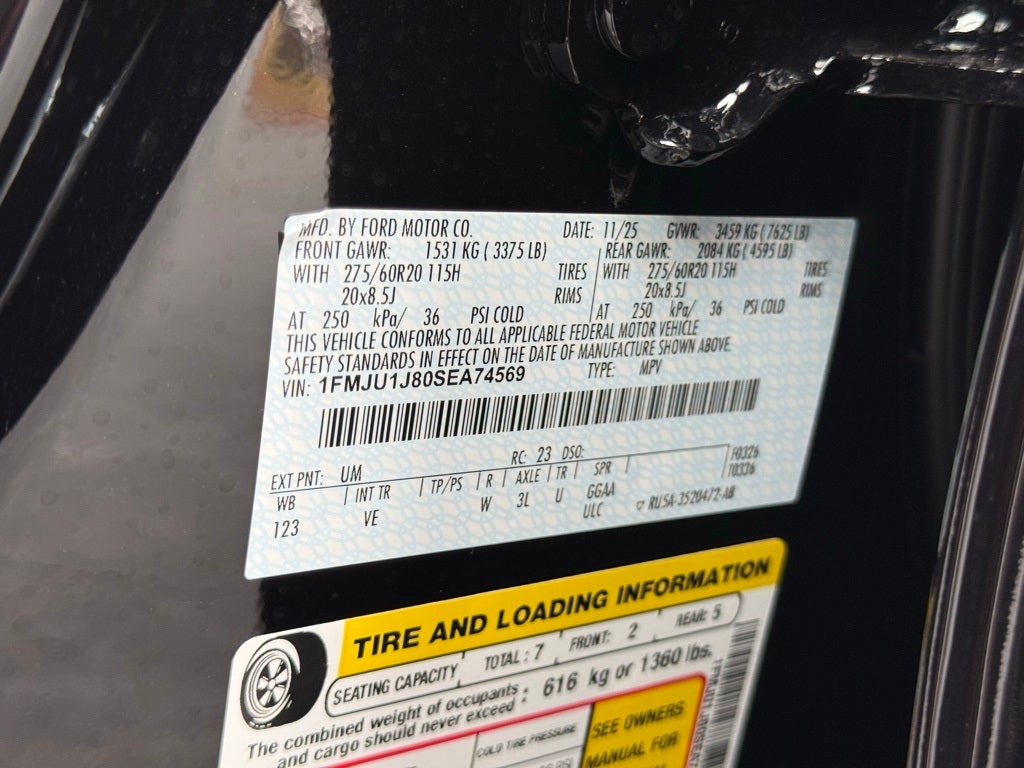 MFD. BY FORD MOTOR CO. DATE: 11/25 GVWR: 3459 KG ( 7625 LB)
FRONT GAWR: 1531 KG ( 3375 LB) REAR GAWR: 2084 KG ( 4595 LB)
WITH 275/60R20 115H TIRES WITH 275/60R20 115H TIRES
20x8.5J RIMS 20x8.5J RIMS
AT 250 kPa/ 36 PSI COLD AT 250 kPa/ 36 PSI COLD
THIS VEHICLE CONFORMS TO ALL APPLICABLE FEDERAL MOTOR VEHICLE
SAFETY STANDARDS IN EFFECT ON THE DATE OF MANUFACTURE SHOWN ABOVE.
VIN: 1FMJU1J80SEA74569 TYPE: MPV
EXT PNT: UM RC: 23 DSO: F0326
WB INT TR TP/PS R AXLE TR SPR T0326
123 VE W 3L U GGAA
ULC ▽ RU5A-3520472-AB
TIRE AND LOADING INFORMATION
SEATING CAPACITY TOTAL : 7 FRONT: 2 REAR: 5
The combined weight of occupants and cargo should never exceed : 616 kg or 1360 lbs.
COLD TIRE PRESSURE
SEE OWNERS
MANUAL FOR